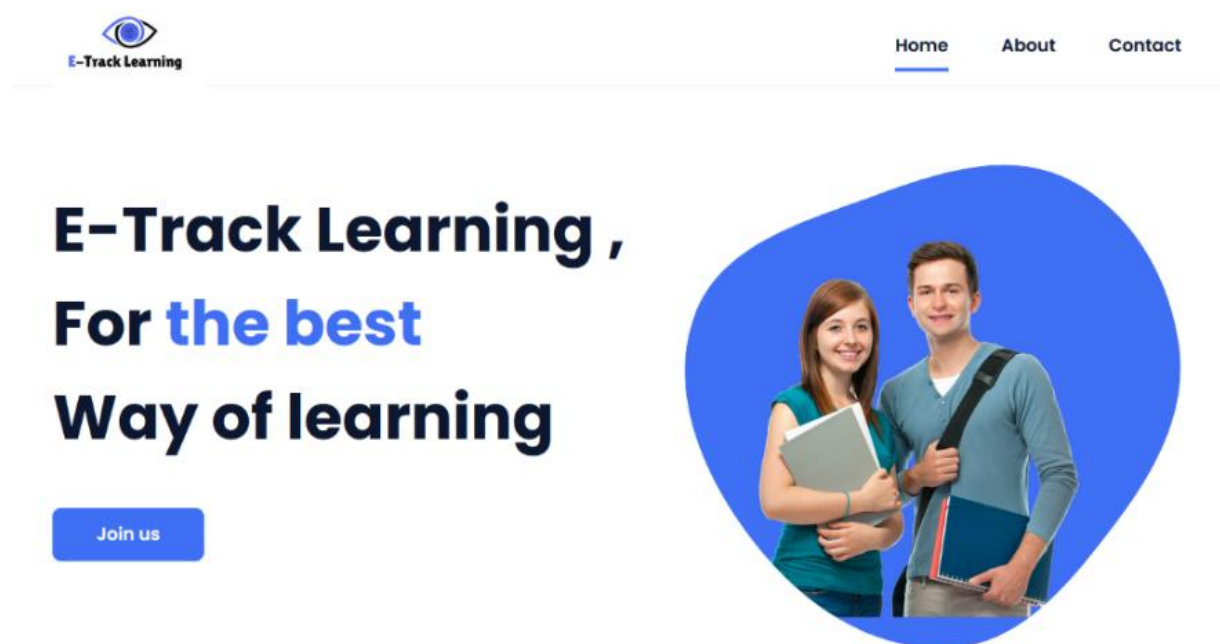 E-Track Learning
Home About Contact
E-Track Learning ,
For the best
Way of learning
Join us